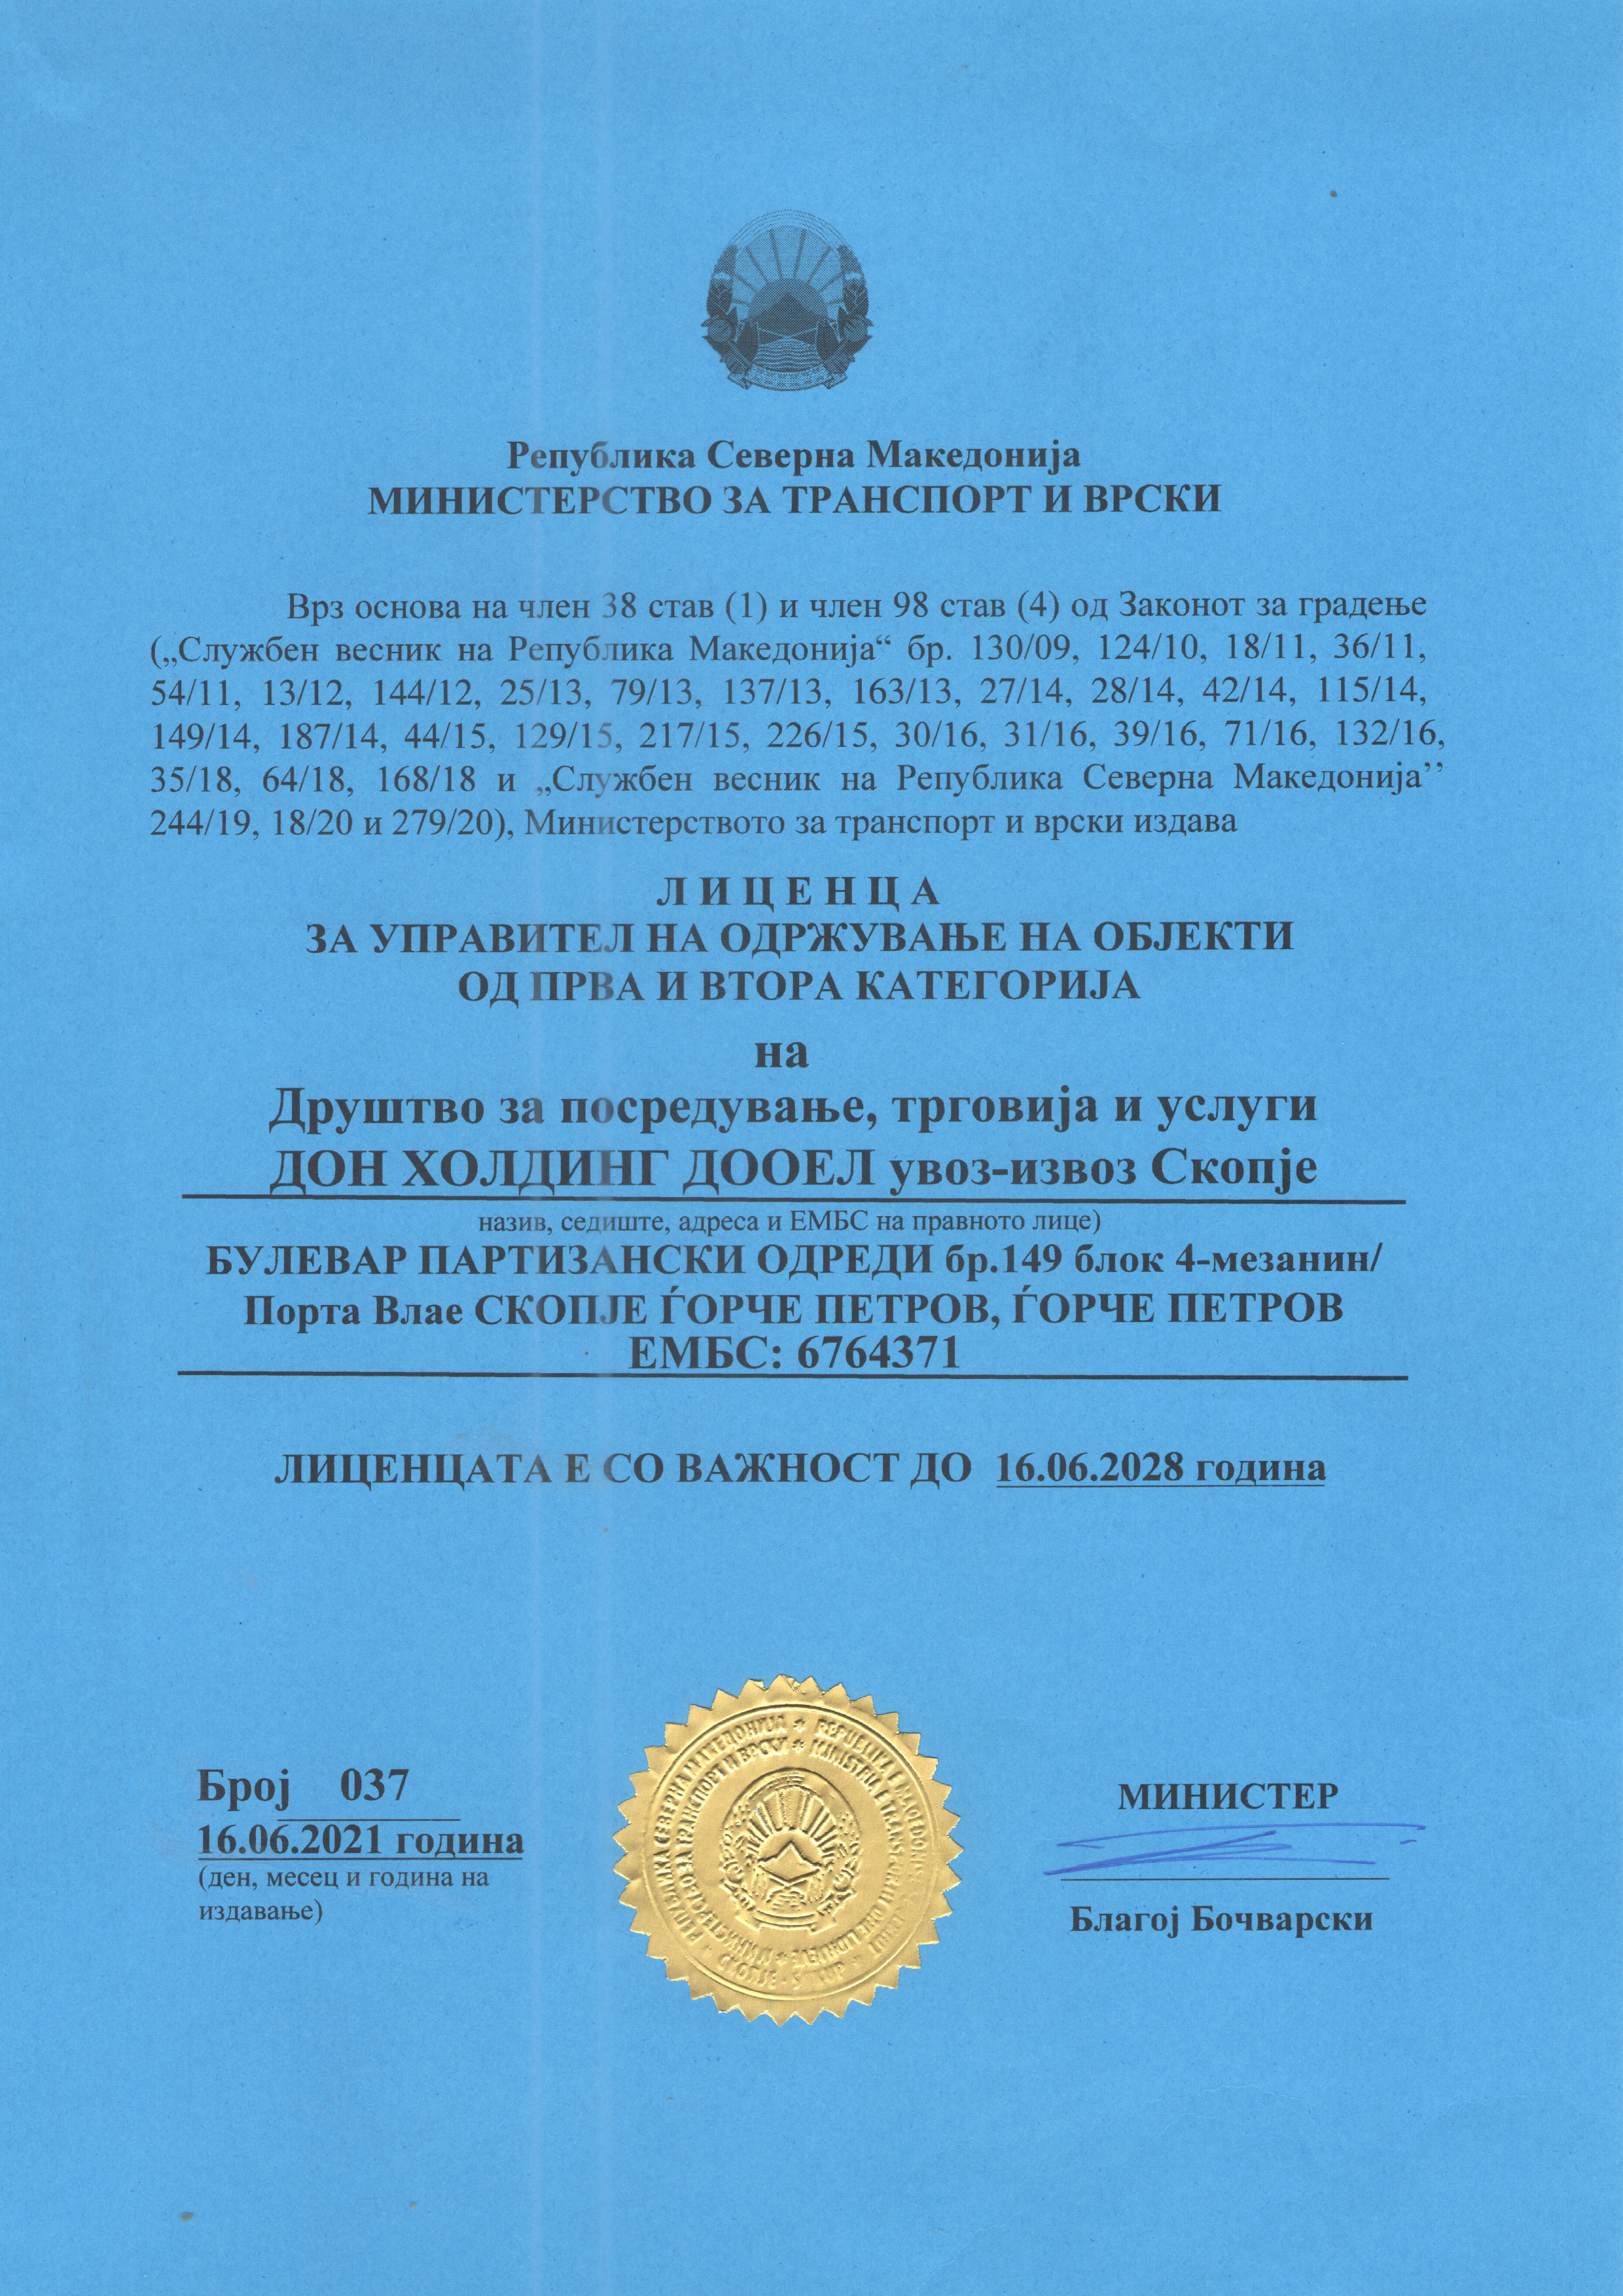 Република Северна Македонија
МИНИСТЕРСТВО ЗА ТРАНСПОРТ И ВРСКИ
Врз основа на член 38 став (1) и член 98 став (4) од Законот за градење
(„Службен весник на Република Македонија“ бр. 130/09, 124/10, 18/11, 36/11,
54/11, 13/12, 144/12, 25/13, 79/13, 137/13, 163/13, 27/14, 28/14, 42/14, 115/14,
149/14, 187/14, 44/15, 129/15, 217/15, 226/15, 30/16, 31/16, 39/16, 71/16, 132/16,
35/18, 64/18, 168/18 и „Службен весник на Република Северна Македонија’’
244/19, 18/20 и 279/20), Министерството за транспорт и врски издава
Л И Ц Е Н Ц А
ЗА УПРАВИТЕЛ НА ОДРЖУВАЊЕ НА ОБЈЕКТИ
ОД ПРВА И ВТОРА КАТЕГОРИЈА
на
Друштво за посредување, трговија и услуги
ДОН ХОЛДИНГ ДООЕЛ увоз-извоз Скопје
назив, седиште, адреса и ЕМБС на правното лице)
БУЛЕВАР ПАРТИЗАНСКИ ОДРЕДИ бр.149 блок 4-мезанин/
Порта Влае СКОПЈЕ ЃОРЧЕ ПЕТРОВ, ЃОРЧЕ ПЕТРОВ
ЕМБС: 6764371
ЛИЦЕНЦАТА Е СО ВАЖНОСТ ДО 16.06.2028 година
Број 037
16.06.2021 година
(ден, месец и година на
издавање)
РЕПУБЛИКА СЕВЕРНА МАКЕДОНИЈА
МИНИСТЕРСТВО ЗА ТРАНСПОРТ И ВРСКИ
МИНИСТЕР
Благој Бочварски